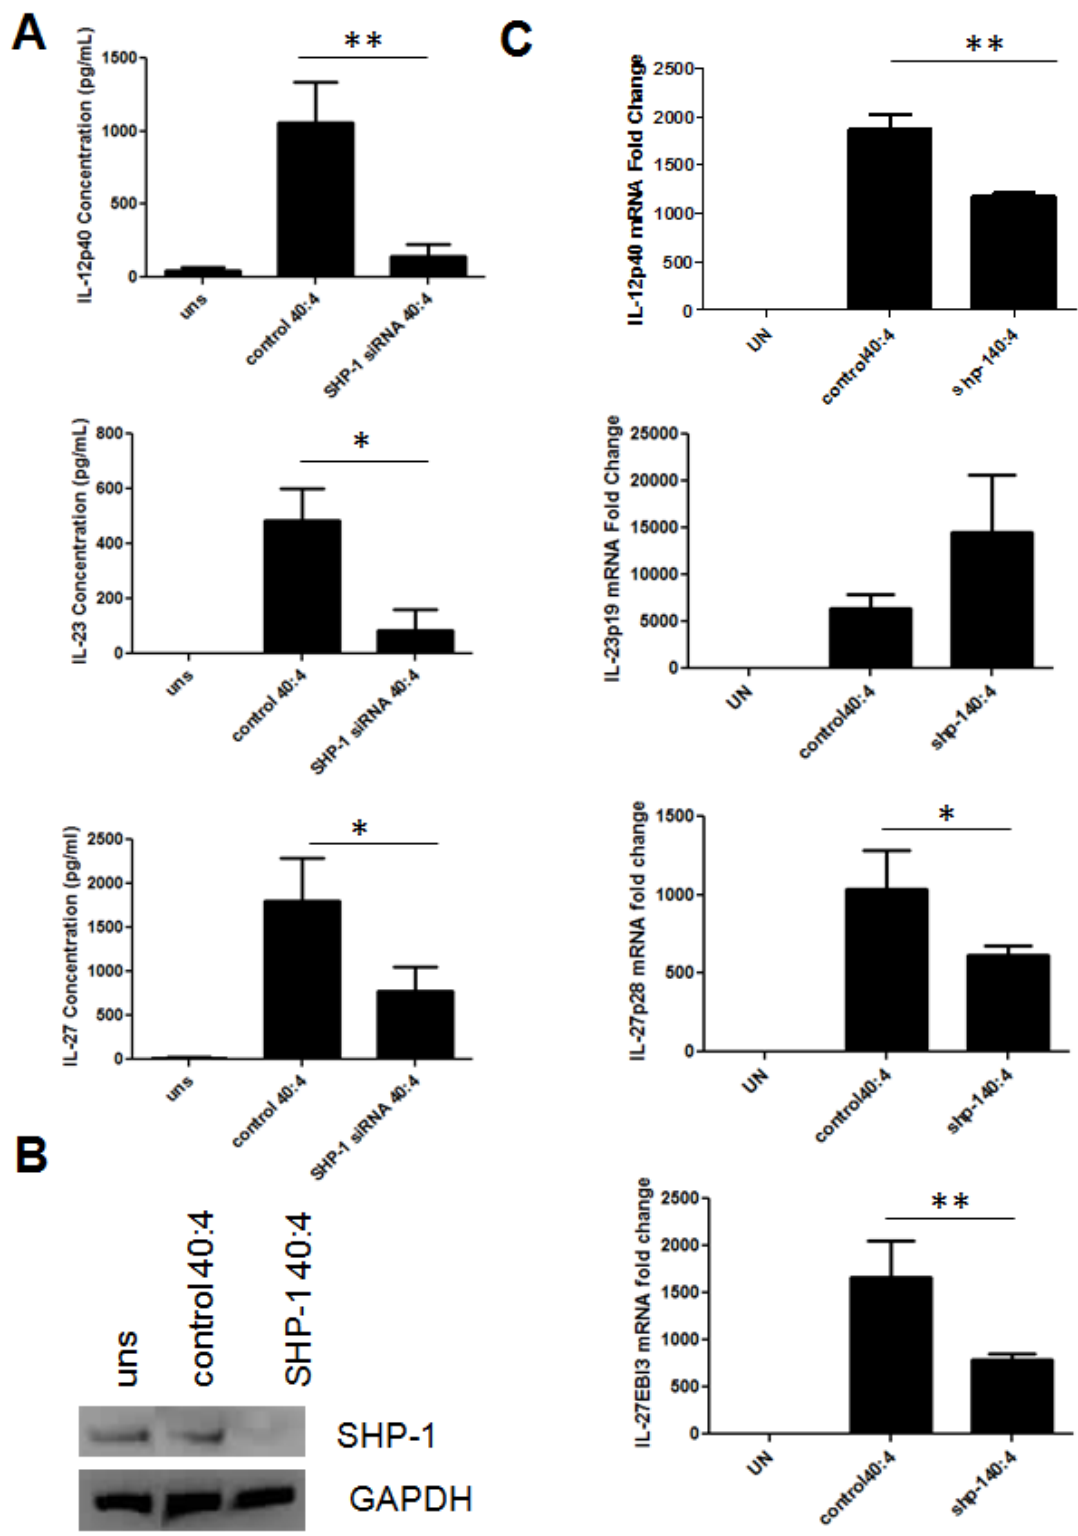 A
**
IL-12p40 Concentration (pg/mL)
1500
1000
500
0
uns
control 40:4
SHP-1 siRNA 40:4
*
IL-23 Concentration (pg/mL)
800
600
400
200
0
uns
control 40:4
SHP-1 siRNA 40:4
*
IL-27 Concentration (pg/ml)
2500
2000
1500
1000
500
0
uns
control 40:4
SHP-1 siRNA 40:4
B
uns
control 40:4
SHP-1 40:4
SHP-1
GAPDH
C
**
IL-12p40 mRNA Fold Change
2500
2000
1500
1000
500
0
UN
control40:4
shp-140:4
IL-23p19 mRNA Fold Change
25000
20000
15000
10000
5000
0
UN
control40:4
shp-140:4
*
IL-27p28 mRNA fold change
1500
1000
500
0
UN
control40:4
shp-140:4
**
IL-27EBI3 mRNA fold change
2500
2000
1500
1000
500
0
UN
control40:4
shp-140:4